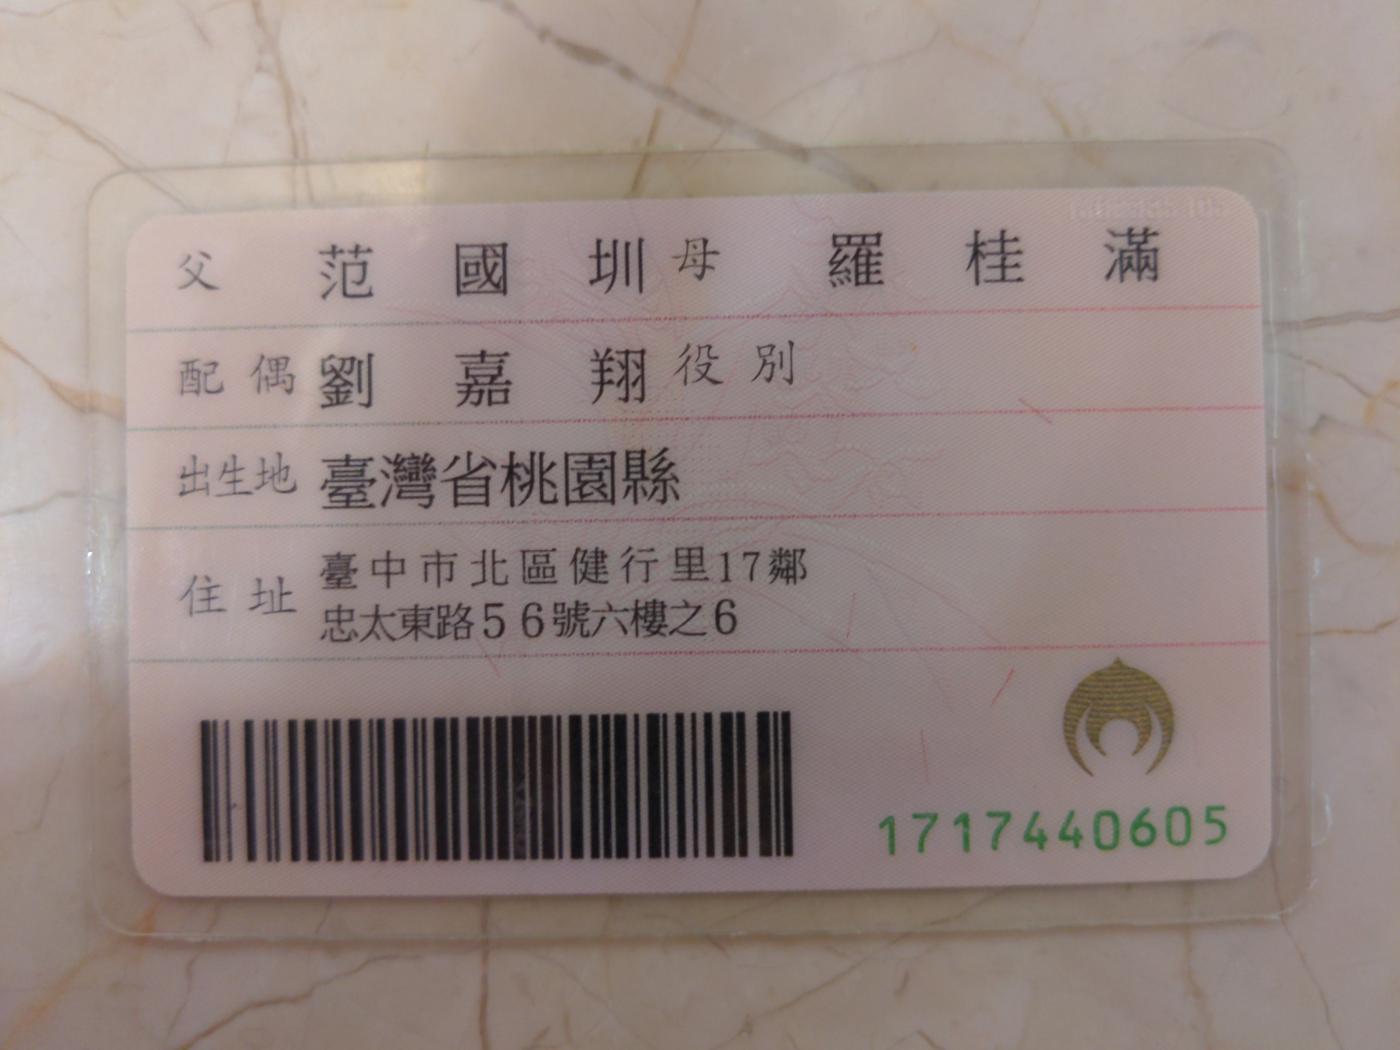 父 范國圳 母 羅桂滿
配偶 劉嘉翔 役別
出生地 臺灣省桃園縣
住址 臺中市北區健行里17鄰
忠太東路56號六樓之6
1717440605